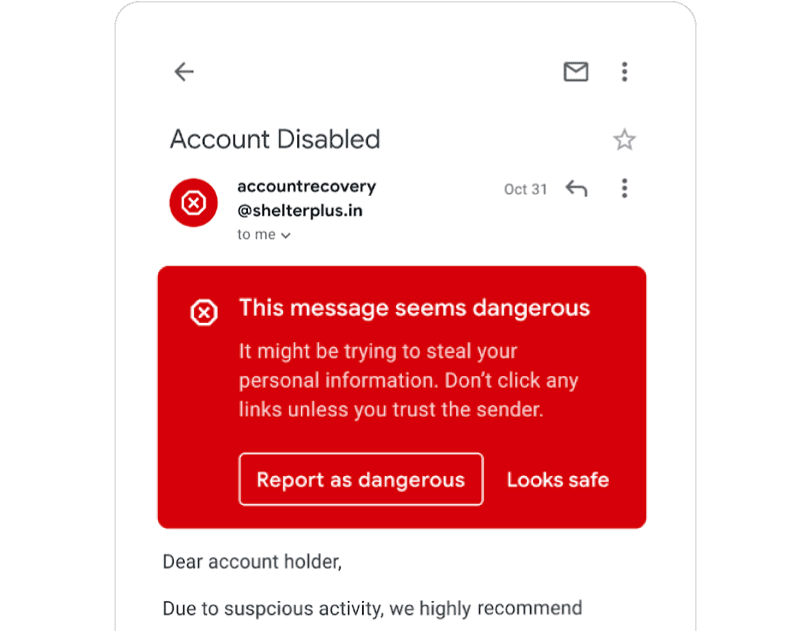 Account Disabled
accountrecovery
@shelterplus.in
Oct 31
to me
This message seems dangerous
It might be trying to steal your
personal information. Don’t click any
links unless you trust the sender.
Report as dangerous
Looks safe
Dear account holder,
Due to suspcious activity, we highly recommend